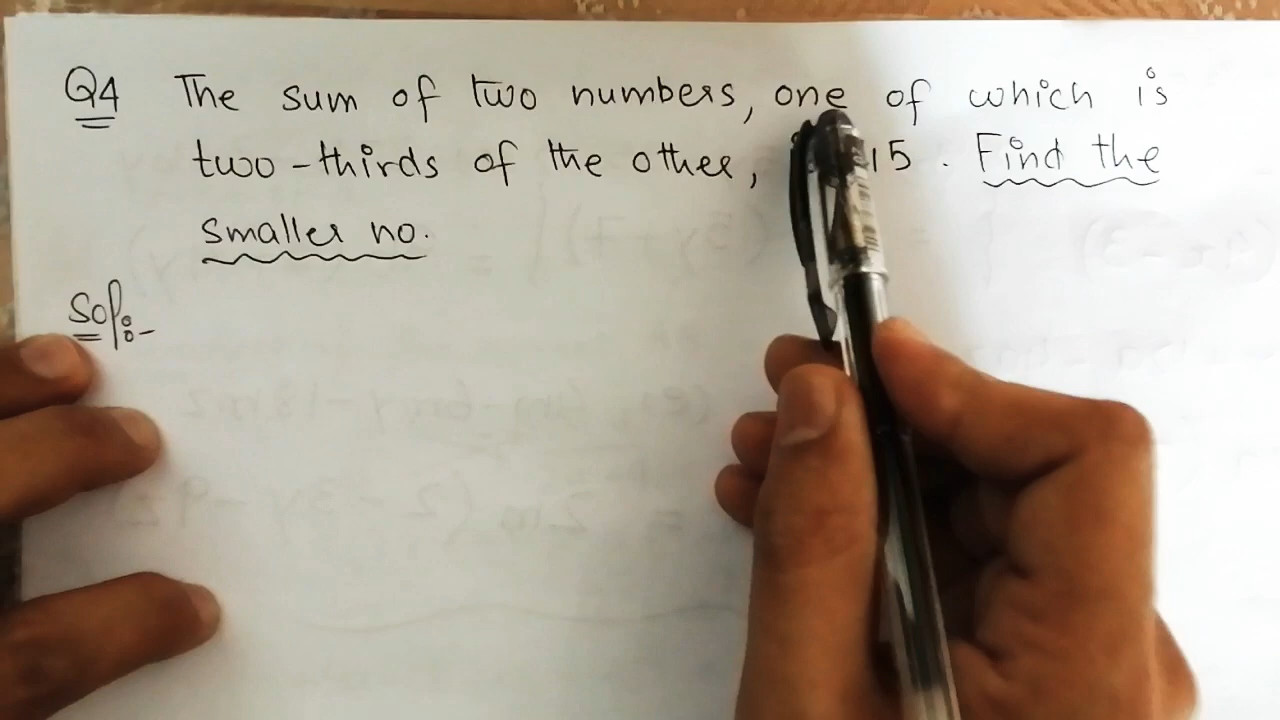 Q4 The sum of two numbers, one of which is
two-thirds of the other, 15. Find the
smaller no.
Sol:-